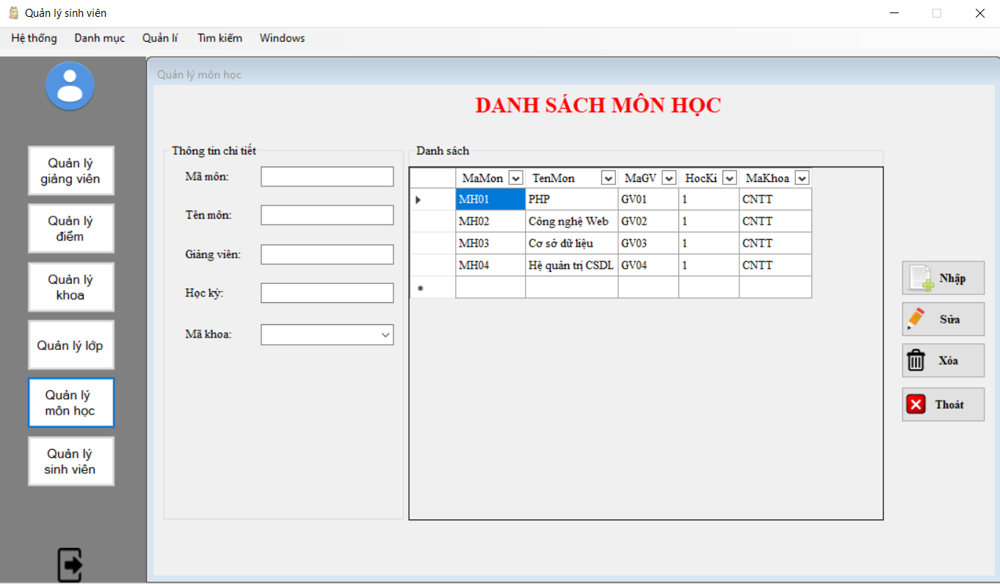 Quản lý sinh viên
Hệ thống Danh mục Quản lí Tìm kiếm Windows
Quản lý môn học
DANH SÁCH MÔN HỌC
Quản lý
giảng viên
Quản lý
điểm
Quản lý
khoa
Quản lý lớp
Quản lý
môn học
Quản lý
sinh viên
Thông tin chi tiết
Mã môn:
Tên môn:
Giảng viên:
Học kỳ:
Mã khoa:
Danh sách
MaMon TenMon MaGV HocKi MaKhoa
MH01 PHP GV01 1 CNTT
MH02 Công nghệ Web GV02 1 CNTT
MH03 Cơ sở dữ liệu GV03 1 CNTT
MH04 Hệ quản trị CSDL GV04 1 CNTT
Nhập
Sửa
Xóa
Thoát